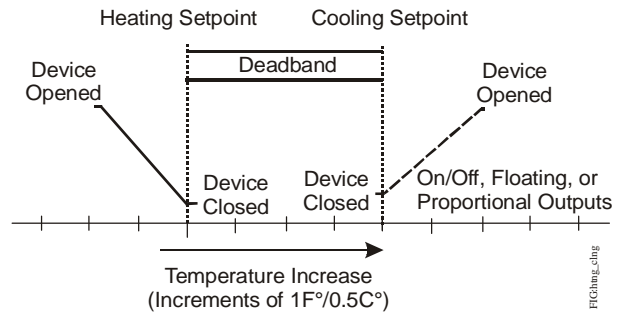 Heating Setpoint
Cooling Setpoint
Deadband
Device
Opened
Device
Opened
Device
Closed
Device
Closed
On/Off, Floating, or
Proportional Outputs
Temperature Increase
(Increments of 1F°/0.5C°)
FIG:htng_clng